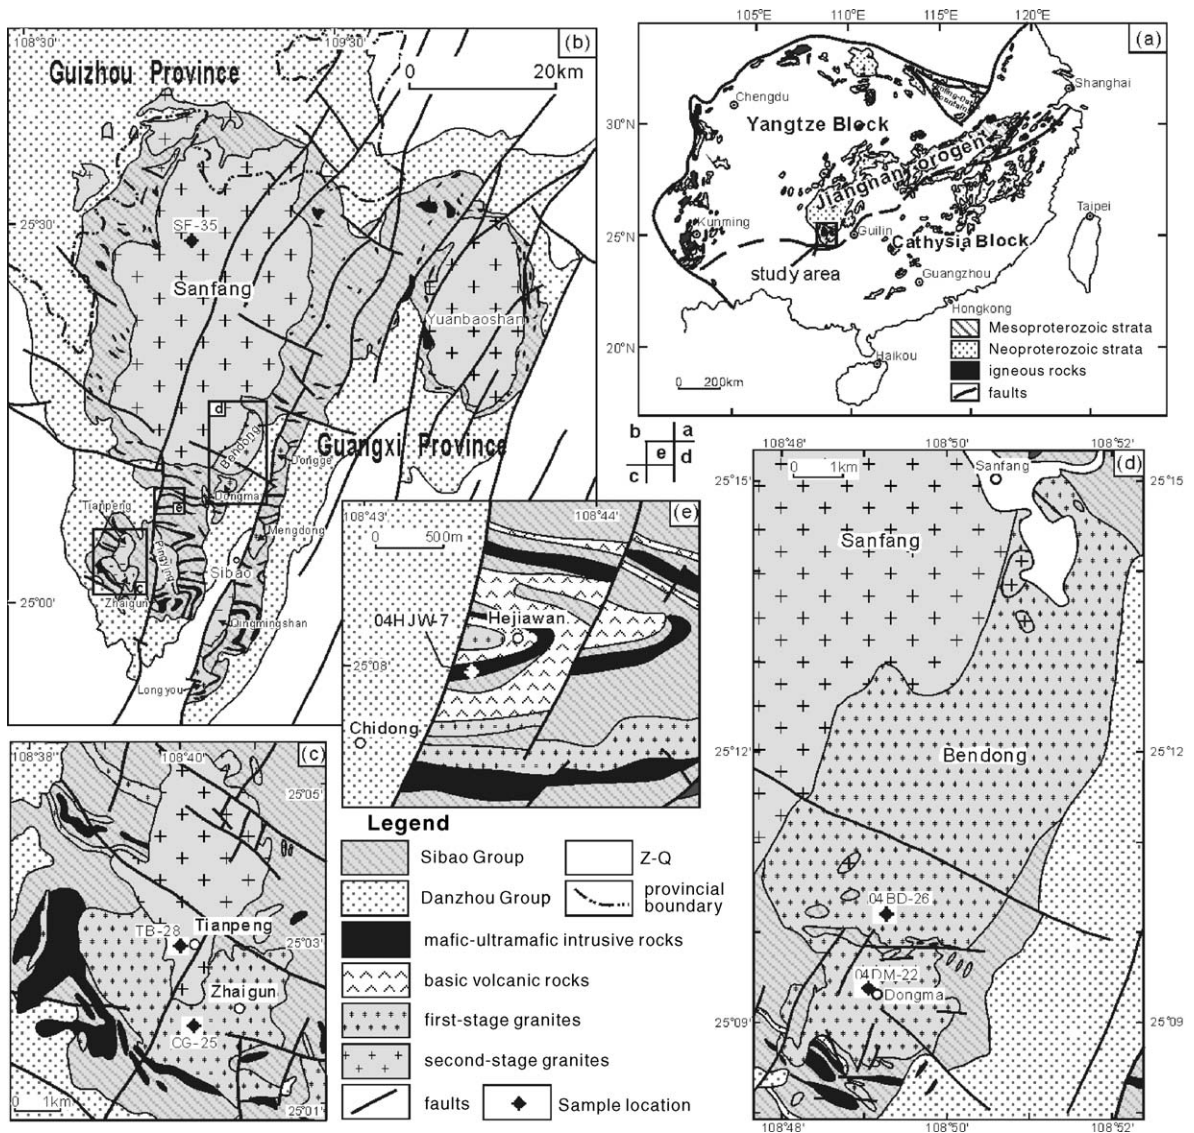 108°30'
109°30'
(b)
Guizhou Province
0
20km
25°30'
SF-35
Sanfang
Yuanbaoshan
d
Bendong
Guangxi Province
Dongge
Dongma
Tianpeng
e
Mengdong
Pingying
Sibao
c
Zhaigun
25°00'
Qingmingshan
Longyou
105°E
110°E
115°E
120°E
(a)
Shanghai
Chengdu
30°N
Yangtze Block
Jiangnan orogen
Taipei
Kunming
Guilin
25°N
Cathysia Block
study area
Guangzhou
Hongkong
Mesoproterozoic strata
20°N
Neoproterozoic strata
Haikou
igneous rocks
0 200km
faults
b
a
e
d
c
108°48'
108°50'
108°52'
(d)
0 1km
Sanfang
25°15'
25°15
Sanfang
Bendong
25°12'
25°12
04BD-26
04DM-22
Dongma
25°09'
25°09
108°48'
108°50'
108°52'
108°43'
108°44'
(e)
0 500m
04HJW-7
Hejiawan
25°08'
Chidong
108°38'
108°40'
(c)
25°05'
TB-28
Tianpeng
25°03'
Zhaigun
CG-25
0
1km
25°01'
Legend
Sibao Group
Z-Q
Danzhou Group
provincial
boundary
mafic-ultramafic intrusive rocks
basic volcanic rocks
first-stage granites
second-stage granites
faults
Sample location